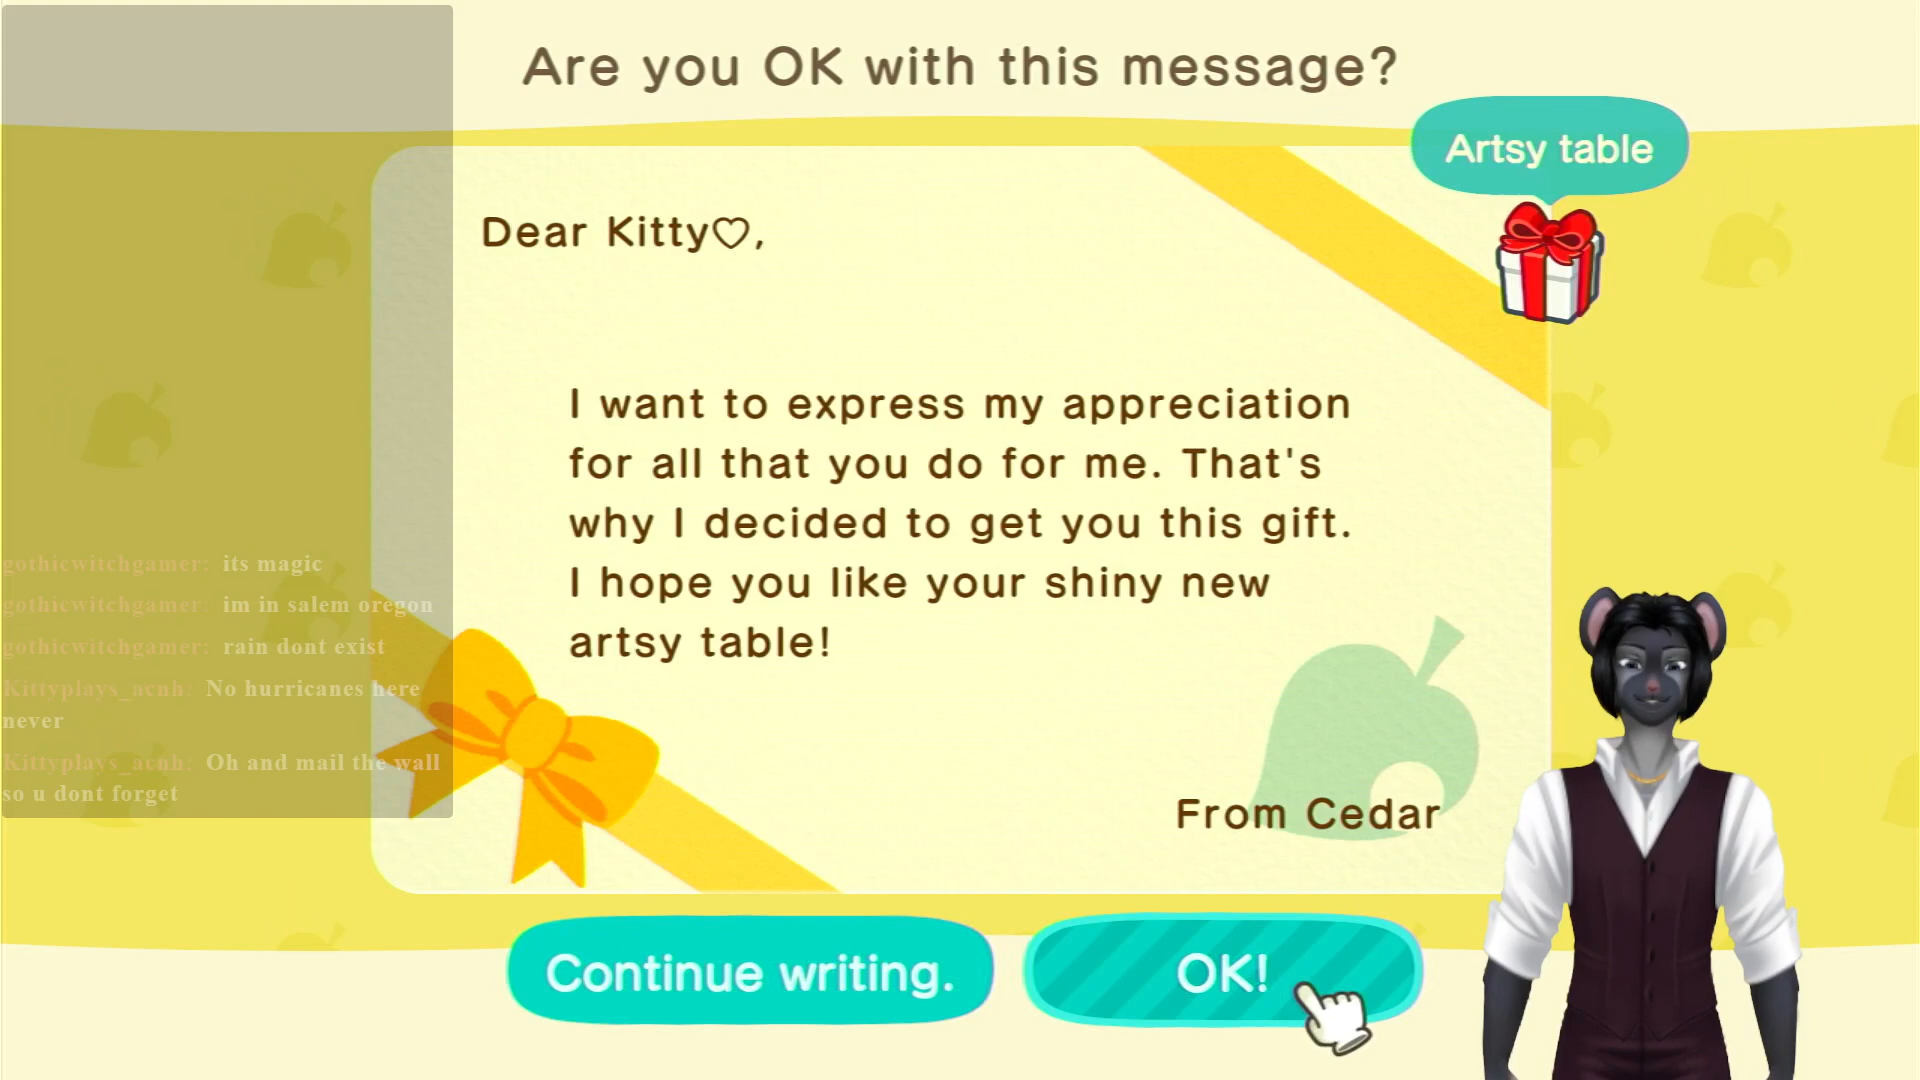 Are you OK with this message?
Artsy table
Dear Kitty♡,
I want to express my appreciation
for all that you do for me. That's
why I decided to get you this gift.
I hope you like your shiny new
artsy table!
From Cedar
Continue writing.
OK!
gothicwitchgamer: its magic
gothicwitchgamer: im in salem oregon
gothicwitchgamer: rain dont exist
Kittyplays_acnh: No hurricanes here
never
Kittyplays_acnh: Oh and mail the wall
so u dont forget